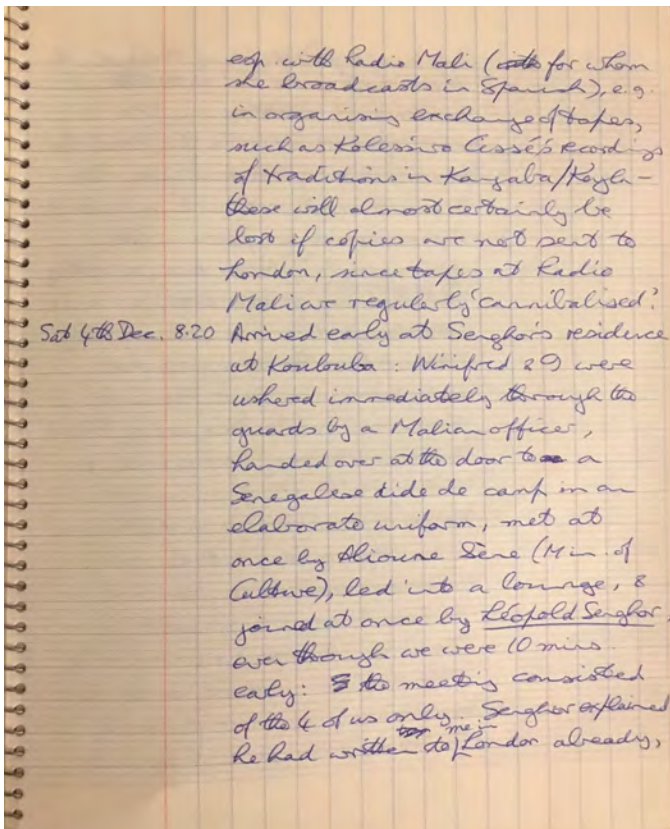 esp. with Radio Mali (with for whom
she broadcasts in Spanish), e.g.
in organising exchange of tapes,
such as Kolessiro Cissé's recordings
of traditions in Kangaba/Keyla –
these will almost certainly be
lost if copies are not sent to
London, since tapes at Radio
Mali are regularly 'cannibalised'.
Sat 4th Dec. 8.20 Arrived early at Senghor's residence
at Koulouba : Winifred & I were
ushered immediately through the
guards by a Malian officer,
handed over at the door to a
Senegalese aide de camp in an
elaborate uniform, met at
once by Alioune Sène (Min. of
Culture), led into a lounge, &
joined at once by Léopold Senghor,
even though we were 10 mins.
early: the meeting consisted
of the 4 of us only. Senghor explained
he had written to me in London already,